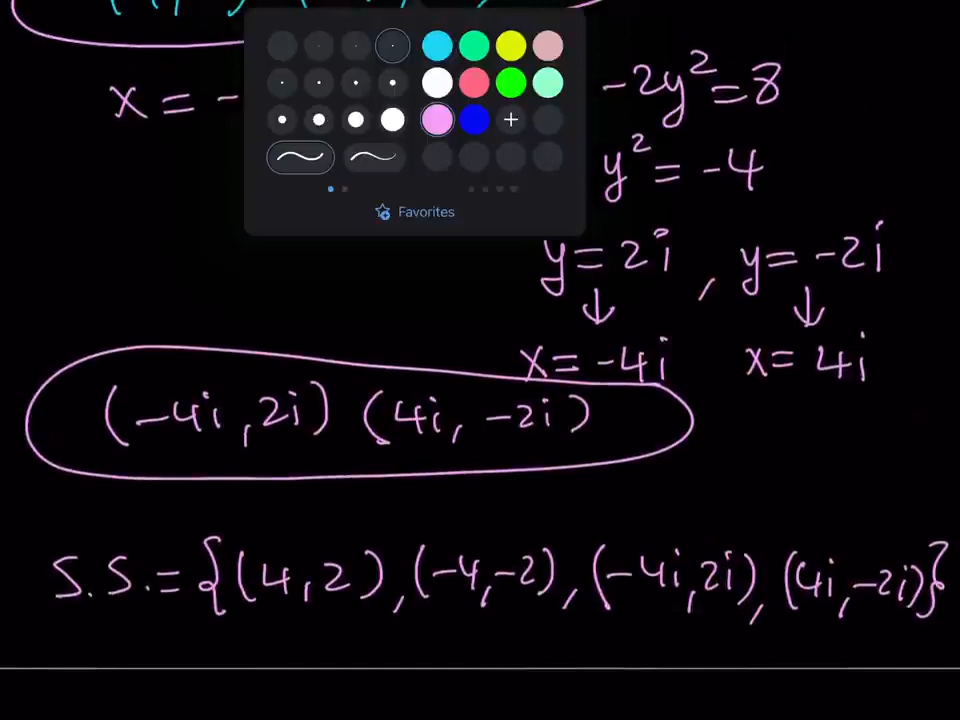 x = -
-2y² = 8
y² = -4
Favorites
y = 2i , y = -2i
↓ ↓
x = -4i x = 4i
(-4i, 2i) (4i, -2i)
S.S. = {(4, 2), (-4, -2), (-4i, 2i), (4i, -2i)}